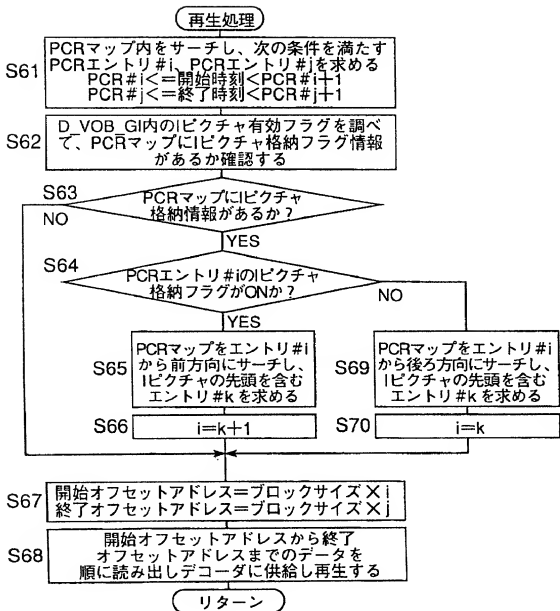 再生処理
S61
PCRマップ内をサーチし、次の条件を満たす
PCRエントリ#i、PCRエントリ#jを求める
PCR#i<=開始時刻<PCR#i+1
PCR#j<=終了時刻<PCR#j+1
S62
D_VOB_GI内のIピクチャ有効フラグを調べ
て、PCRマップにIピクチャ格納フラグ情報
があるか確認する
S63
PCRマップにIピクチャ
格納情報があるか?
NO
YES
S64
PCRエントリ#iのIピクチャ
格納フラグがONか?
NO
YES
S65
PCRマップをエントリ#i
から前方向にサーチし、
Iピクチャの先頭を含む
エントリ#kを求める
S69
PCRマップをエントリ#i
から後ろ方向にサーチし、
Iピクチャの先頭を含む
エントリ#kを求める
S66
i=k+1
S70
i=k
S67
開始オフセットアドレス=ブロックサイズ×i
終了オフセットアドレス=ブロックサイズ×j
S68
開始オフセットアドレスから終了
オフセットアドレスまでのデータを
順に読み出しデコーダに供給し再生する
リターン